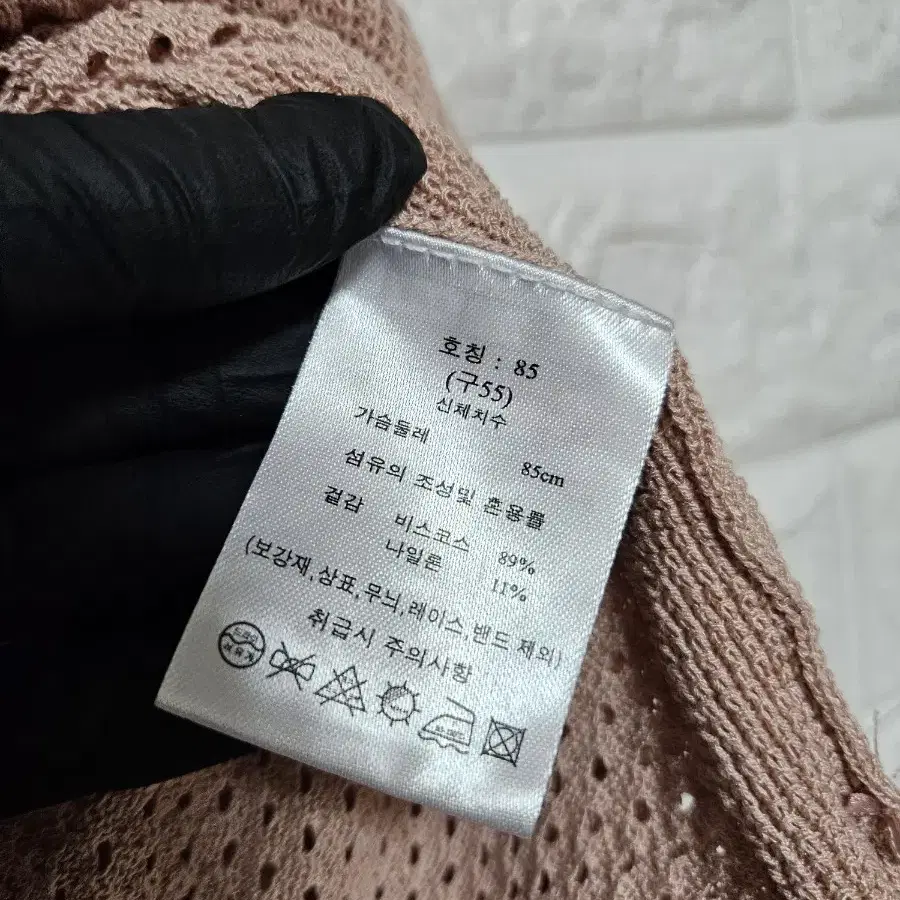 호칭 : 85
(구55)
신체치수
가슴둘레 85cm
섬유의 조성및 혼용률
겉감 비스코스 89%
나일론 11%
(보강재,상표,무늬,레이스,밴드 제외)
취급시 주의사항